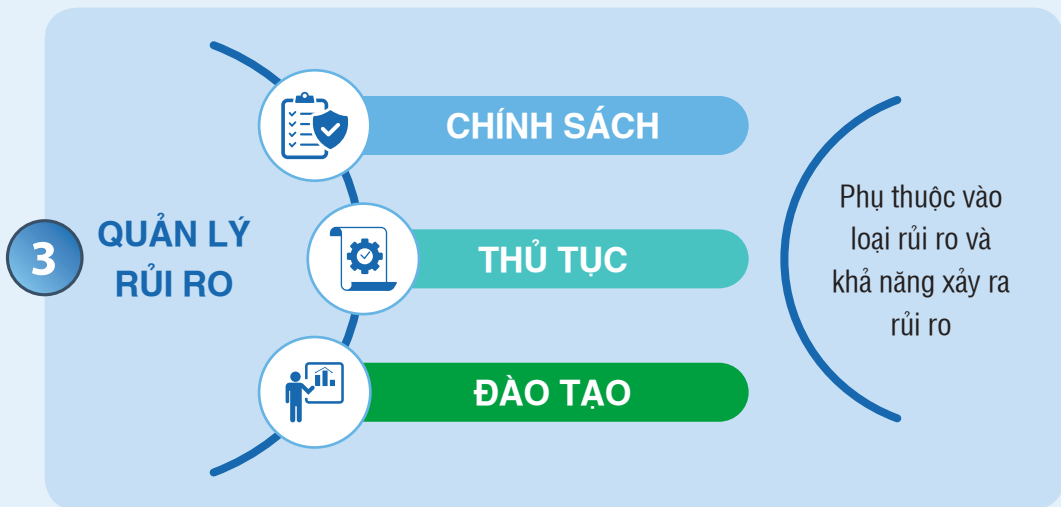 3
QUẢN LÝ
RỦI RO
CHÍNH SÁCH
THỦ TỤC
ĐÀO TẠO
Phụ thuộc vào
loại rủi ro và
khả năng xảy ra
rủi ro